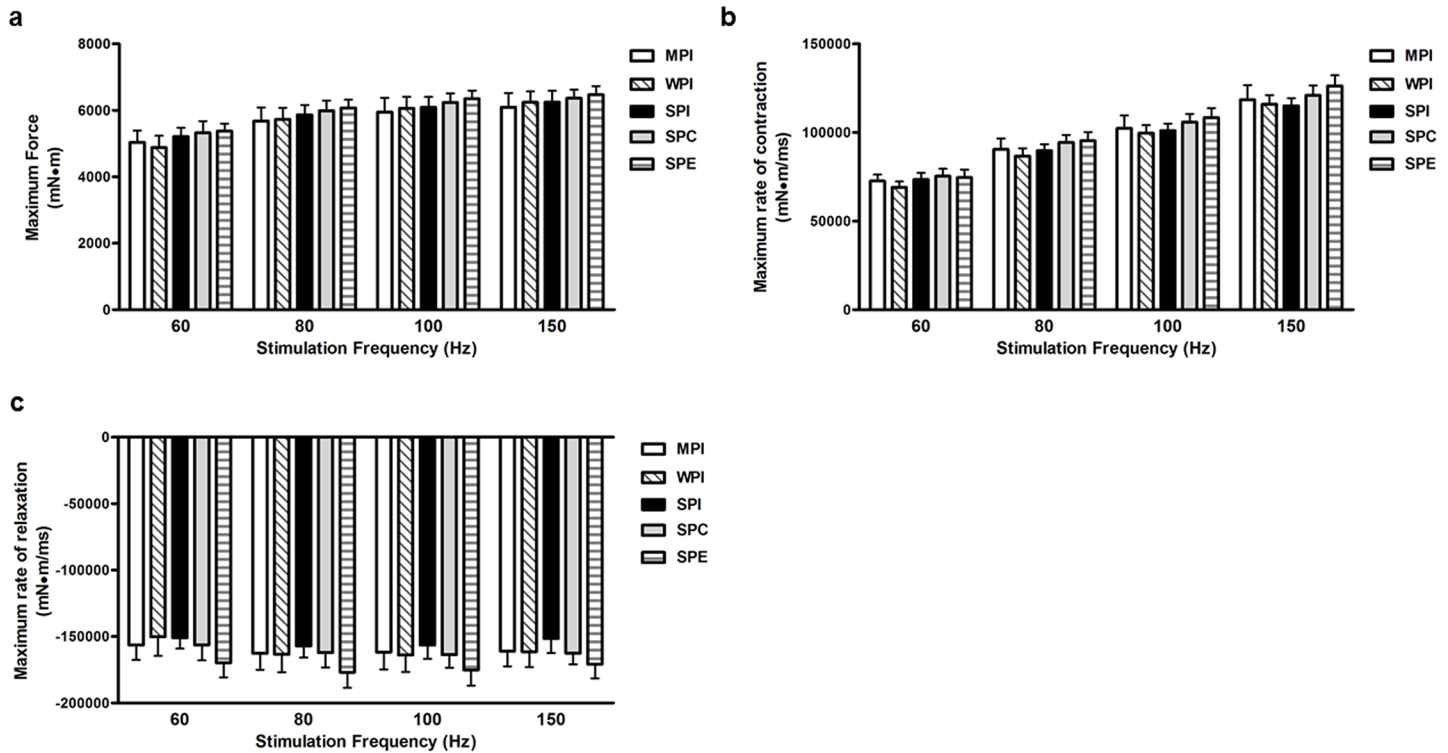 a
8000
6000
4000
2000
0
Maximum Force
(mN•m)
60 80 100 150
Stimulation Frequency (Hz)
MPI
WPI
SPI
SPC
SPE
b
150000
100000
50000
0
Maximum rate of contraction
(mN•m/ms)
60 80 100 150
Stimulation Frequency (Hz)
MPI
WPI
SPI
SPC
SPE
c
0
-50000
-100000
-150000
-200000
Maximum rate of relaxation
(mN•m/ms)
60 80 100 150
Stimulation Frequency (Hz)
MPI
WPI
SPI
SPC
SPE